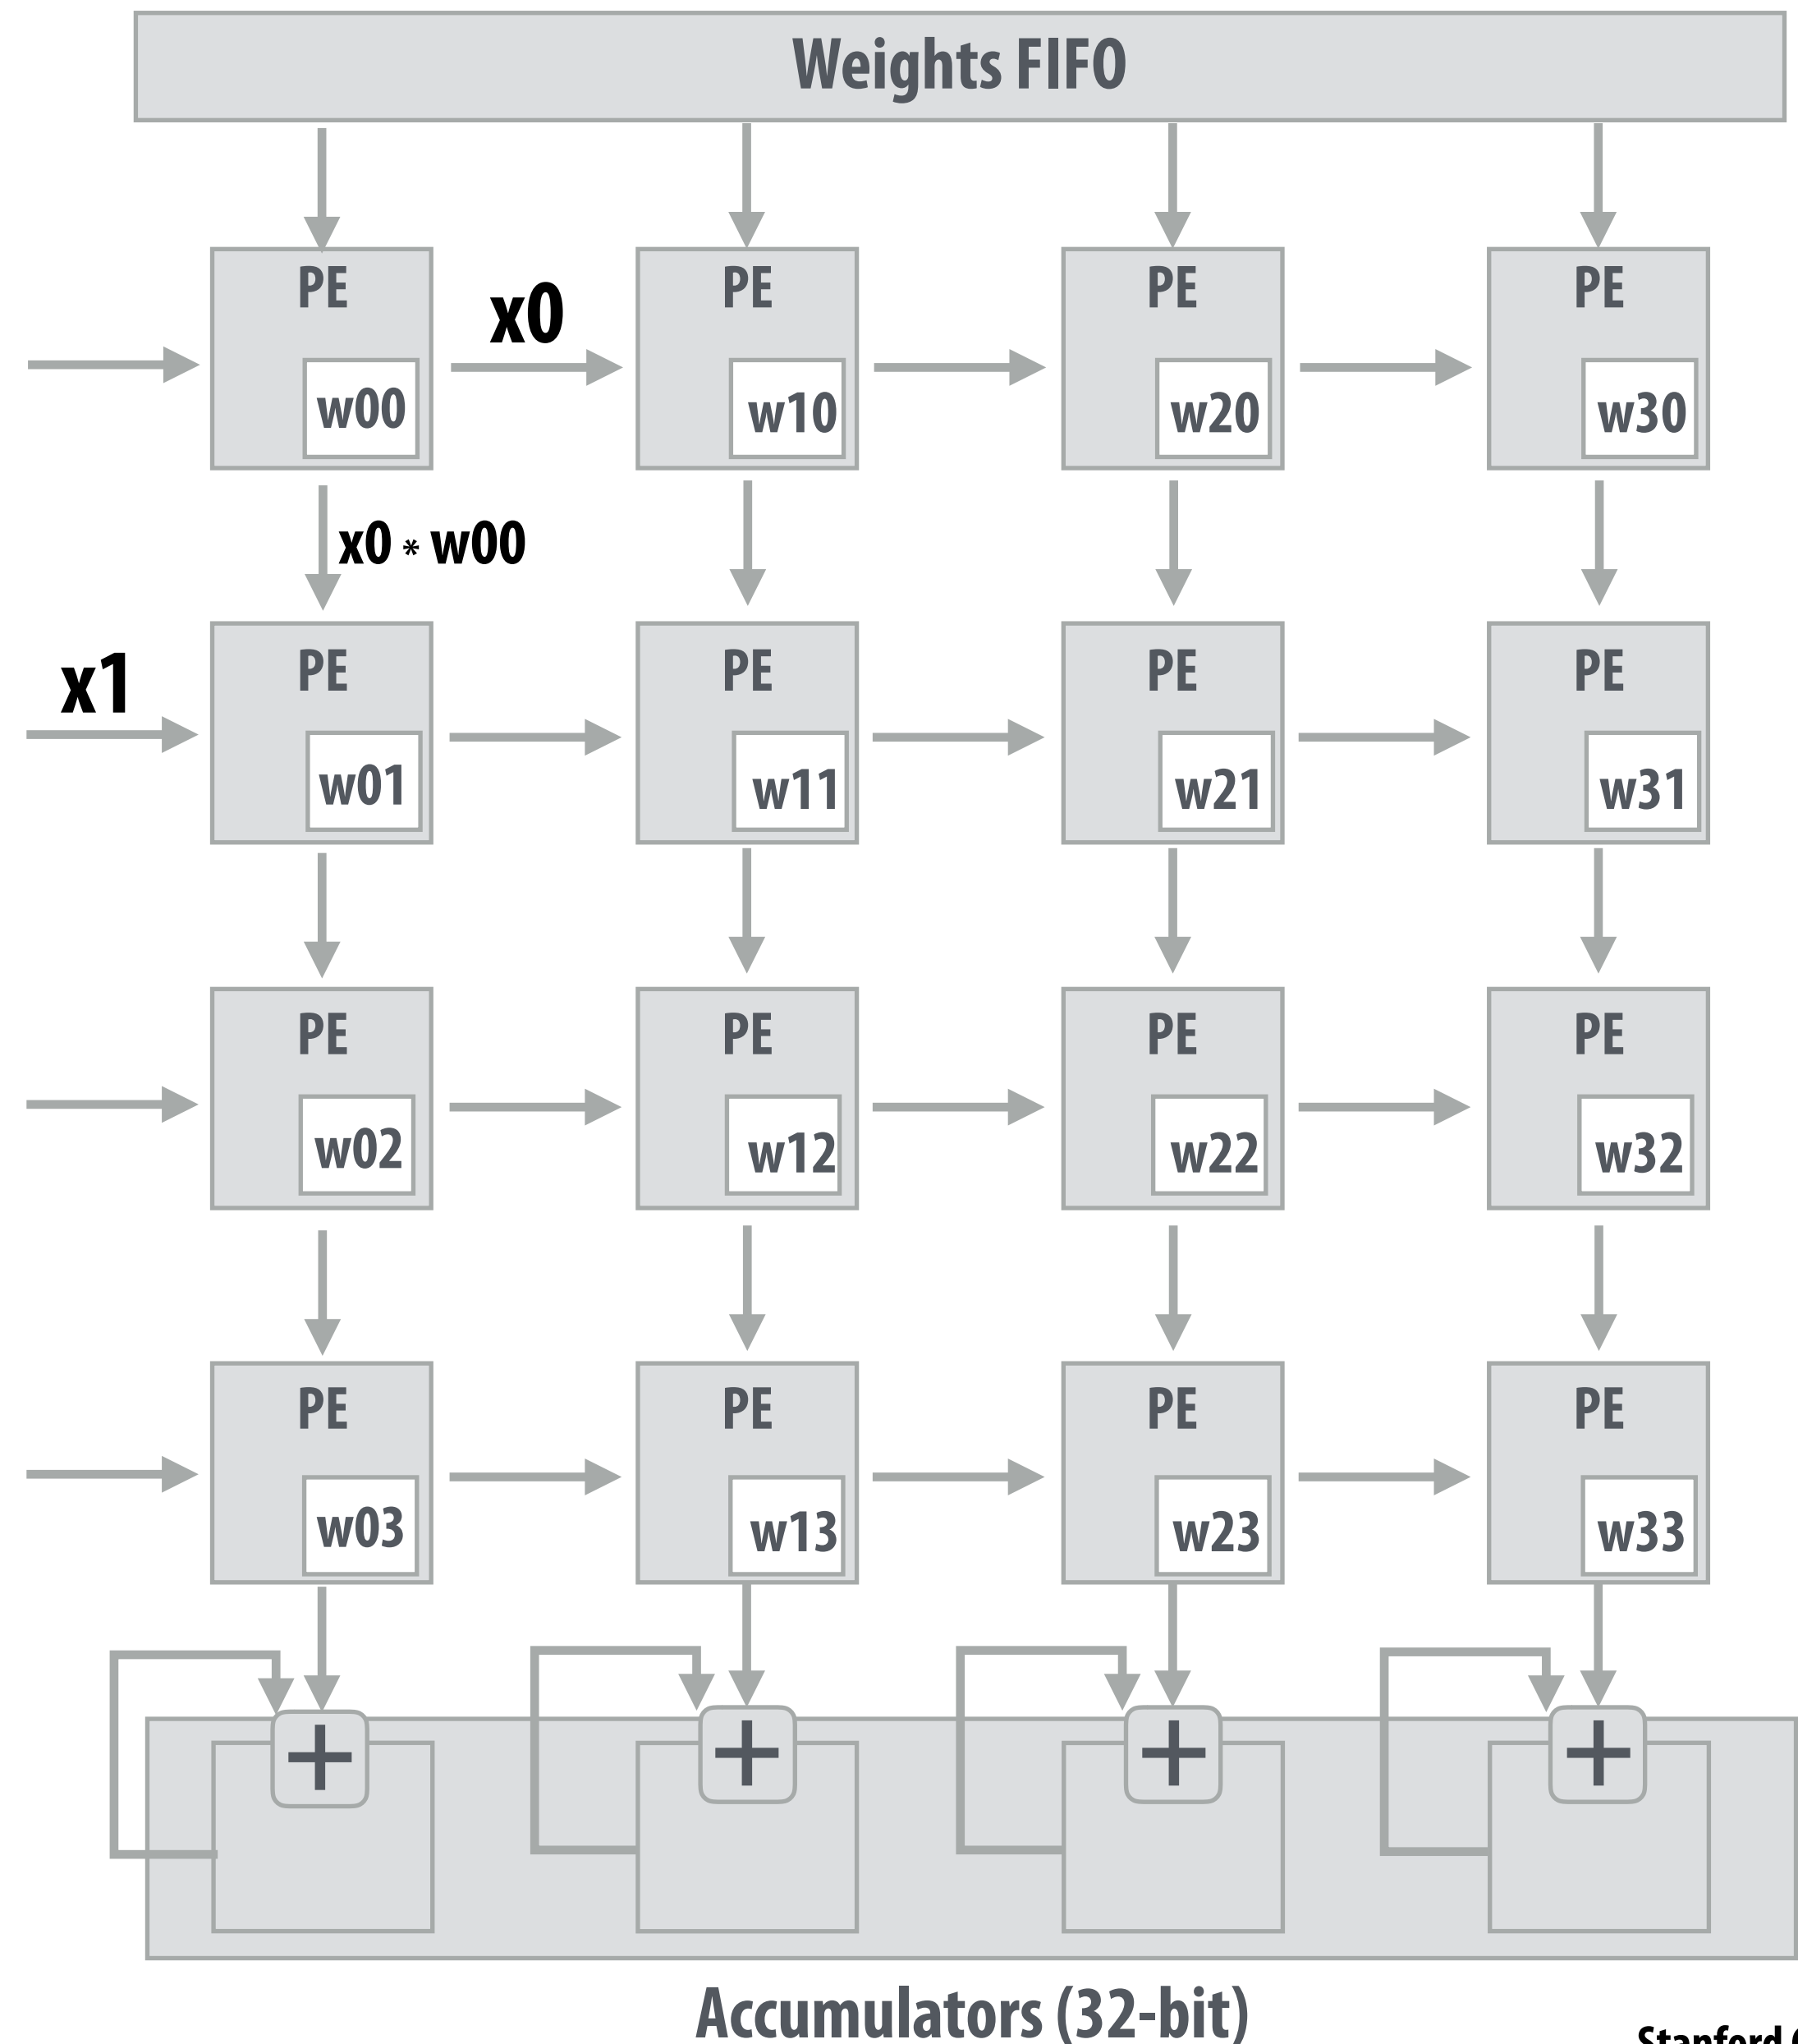 Weights FIFO
PE PE PE PE
x0
w00 w10 w20 w30
x0 * w00
x1
PE PE PE PE
w01 w11 w21 w31
PE PE PE PE
w02 w12 w22 w32
PE PE PE PE
w03 w13 w23 w33
+ + + +
Accumulators (32-bit)
Stanford